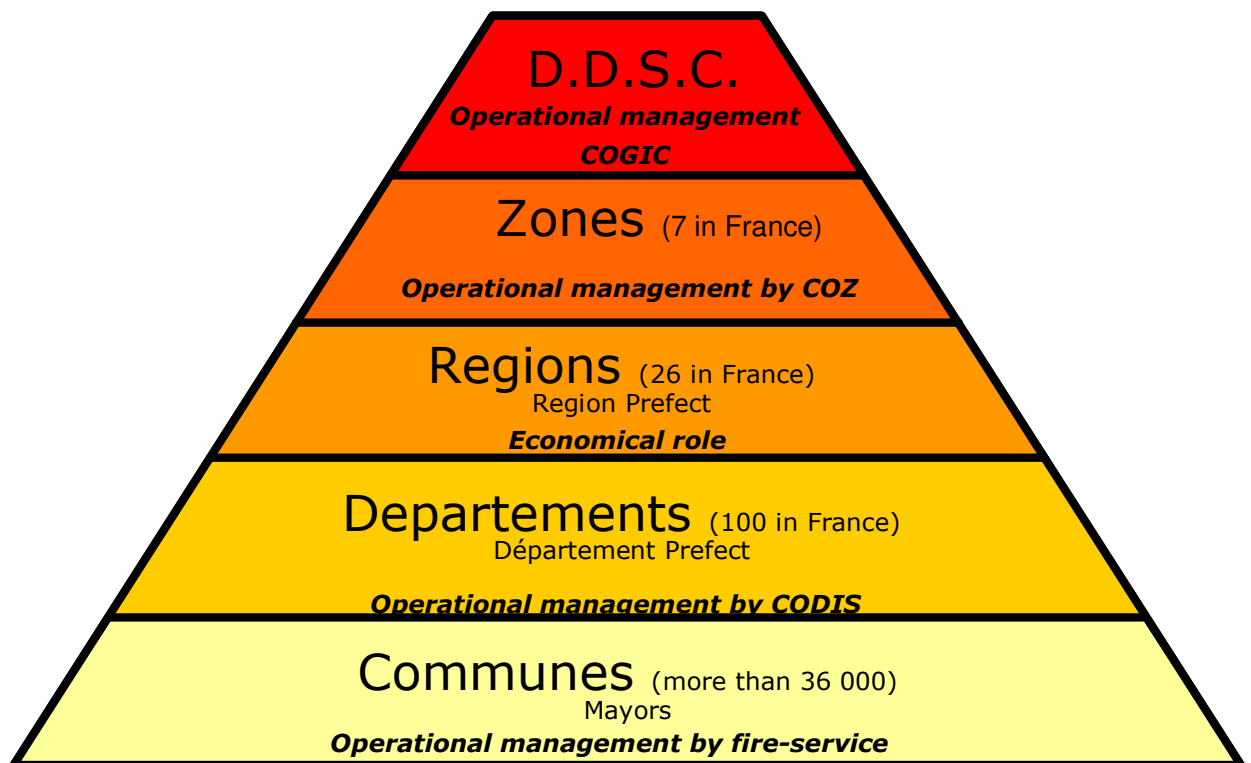 D.D.S.C.
Operational management
COGIC
Zones (7 in France)
Operational management by COZ
Regions (26 in France)
Region Prefect
Economical role
Departements (100 in France)
Département Prefect
Operational management by CODIS
Communes (more than 36 000)
Mayors
Operational management by fire-service